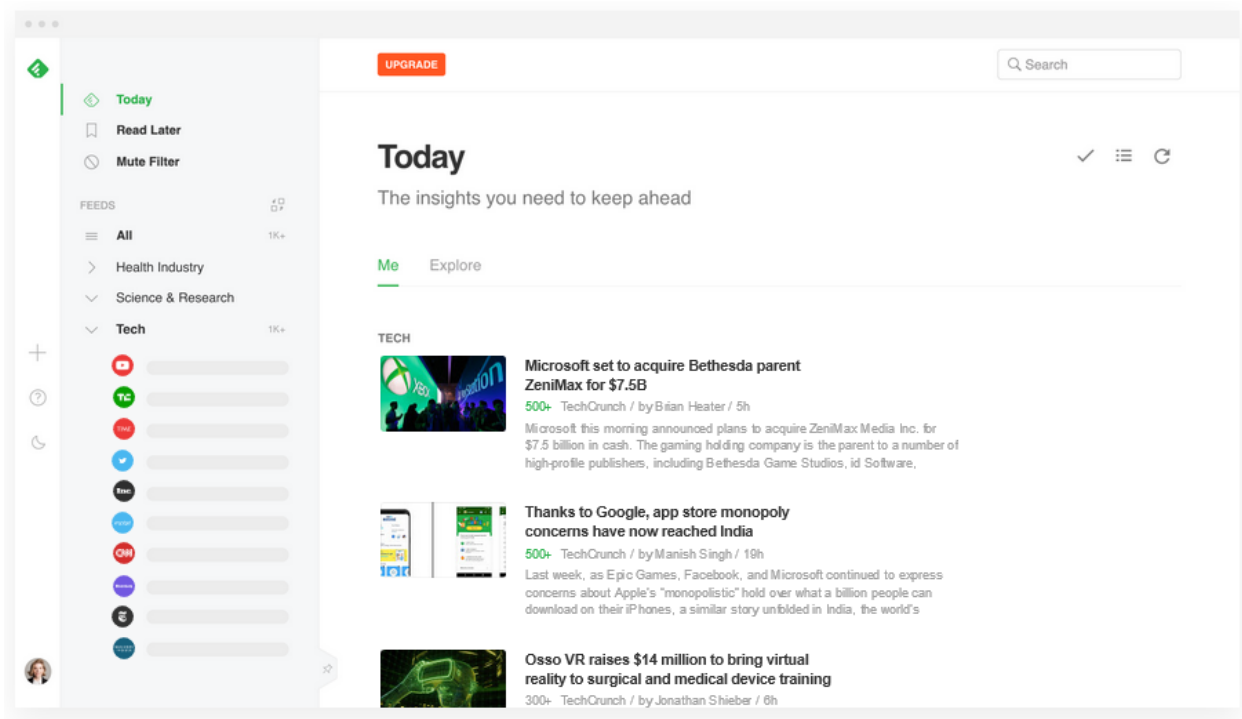 UPGRADE
Search
Today
Read Later
Mute Filter
FEEDS
All 1K+
Health Industry
Science & Research
Tech 1K+
TC
TIME
Inc.
CNN
Today
The insights you need to keep ahead
Me Explore
TECH
Microsoft set to acquire Bethesda parent
ZeniMax for $7.5B
500+ TechCrunch / by Brian Heater / 5h
Microsoft this morning announced plans to acquire ZeniMax Media Inc. for
$7.5 billion in cash. The gaming holding company is the parent to a number of
high-profile publishers, including Bethesda Game Studios, id Software,
XBOX
Thanks to Google, app store monopoly
concerns have now reached India
500+ TechCrunch / by Manish Singh / 19h
Last week, as Epic Games, Facebook, and Microsoft continued to express
concerns about Apple's "monopolistic" hold over what a billion people can
download on their iPhones, a similar story unfolded in India, the world's
Osso VR raises $14 million to bring virtual
reality to surgical and medical device training
300+ TechCrunch / by Jonathan Shieber / 6h